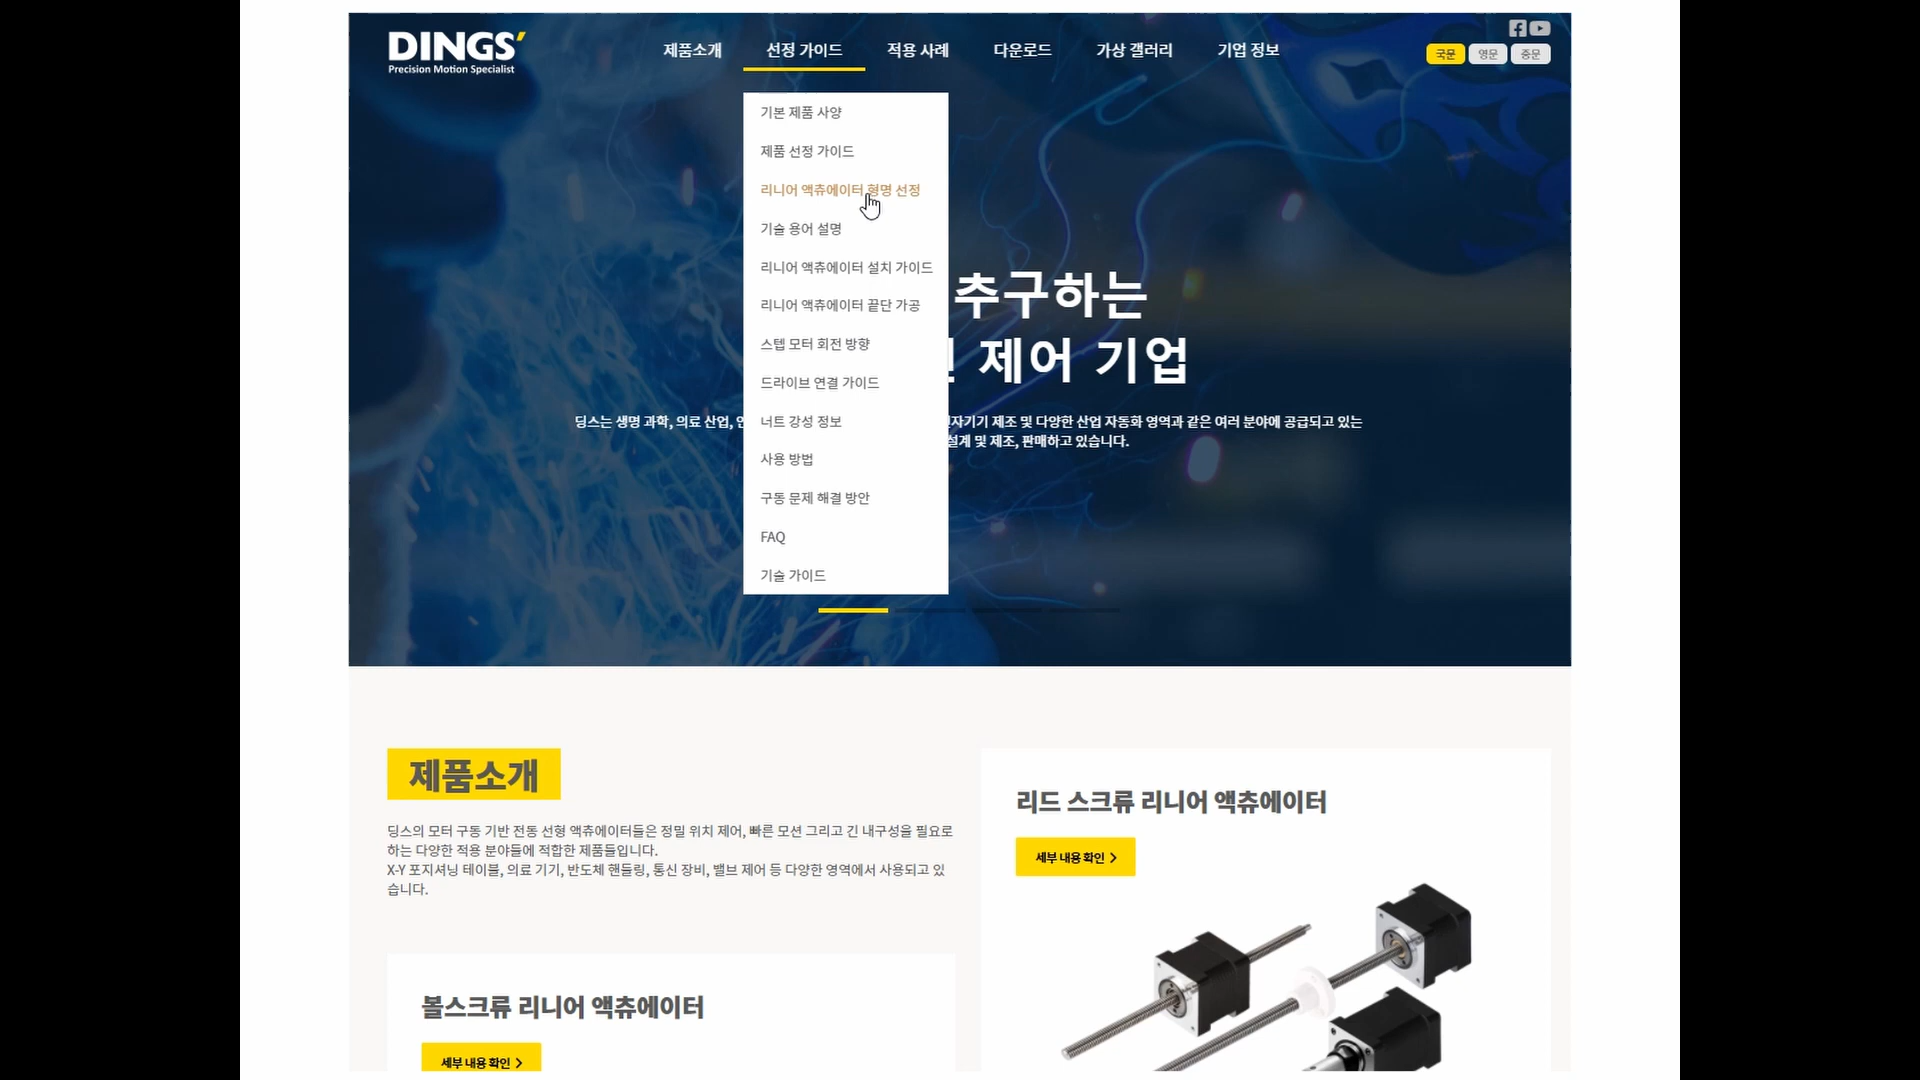 DINGS'
Precision Motion Specialist
제품소개
선정 가이드
적용 사례
다운로드
가상 갤러리
기업 정보
국문
영문
중문
기본 제품 사양
제품 선정 가이드
리니어 액츄에이터 형명 선정
기술 용어 설명
리니어 액츄에이터 설치 가이드
리니어 액츄에이터 끝단 가공
스텝 모터 회전 방향
드라이브 연결 가이드
너트 강성 정보
사용 방법
구동 문제 해결 방안
FAQ
기술 가이드
추구하는
제어 기업
딩스는 생명 과학, 의료 산업,
제조 및 다양한 산업 자동화 영역과 같은 여러 분야에 공급되고 있는
설계 및 제조, 판매하고 있습니다.
제품소개
딩스의 모터 구동 기반 전동 선형 액츄에이터들은 정밀 위치 제어, 빠른 모션 그리고 긴 내구성을 필요로
하는 다양한 적용 분야들에 적합한 제품들입니다.
X-Y 포지셔닝 테이블, 의료 기기, 반도체 핸들링, 통신 장비, 밸브 제어 등 다양한 영역에서 사용되고 있
습니다.
리드 스크류 리니어 액츄에이터
세부 내용 확인
볼스크류 리니어 액츄에이터
세부 내용 확인